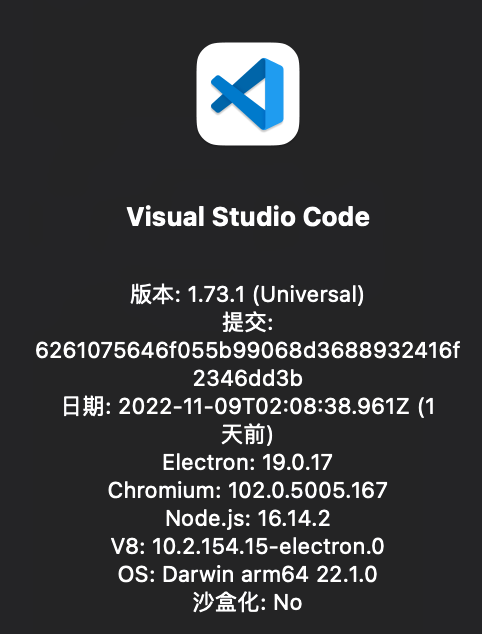 Visual Studio Code
版本: 1.73.1 (Universal)
提交:
6261075646f055b99068d3688932416f
2346dd3b
日期: 2022-11-09T02:08:38.961Z (1
天前)
Electron: 19.0.17
Chromium: 102.0.5005.167
Node.js: 16.14.2
V8: 10.2.154.15-electron.0
OS: Darwin arm64 22.1.0
沙盒化: No